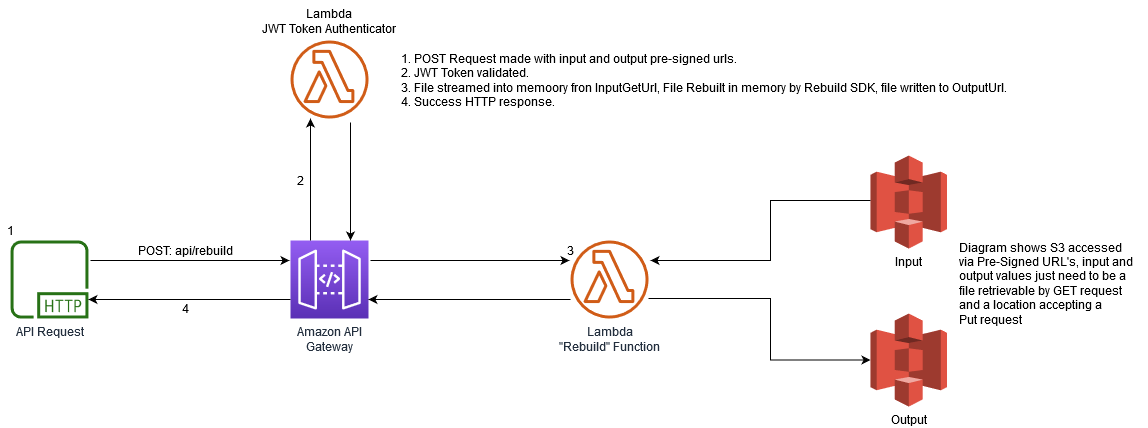 Lambda
JWT Token Authenticator
1. POST Request made with input and output pre-signed urls.
2. JWT Token validated.
3. File streamed into memoory fron InputGetUrl, File Rebuilt in memory by Rebuild SDK, file written to OutputUrl.
4. Success HTTP response.
2
1
POST: api/rebuild
3
HTTP
4
API Request
Amazon API
Gateway
Lambda
"Rebuild" Function
Input
Diagram shows S3 accessed
via Pre-Signed URL's, input and
output values just need to be a
file retrievable by GET request
and a location accepting a
Put request
Output